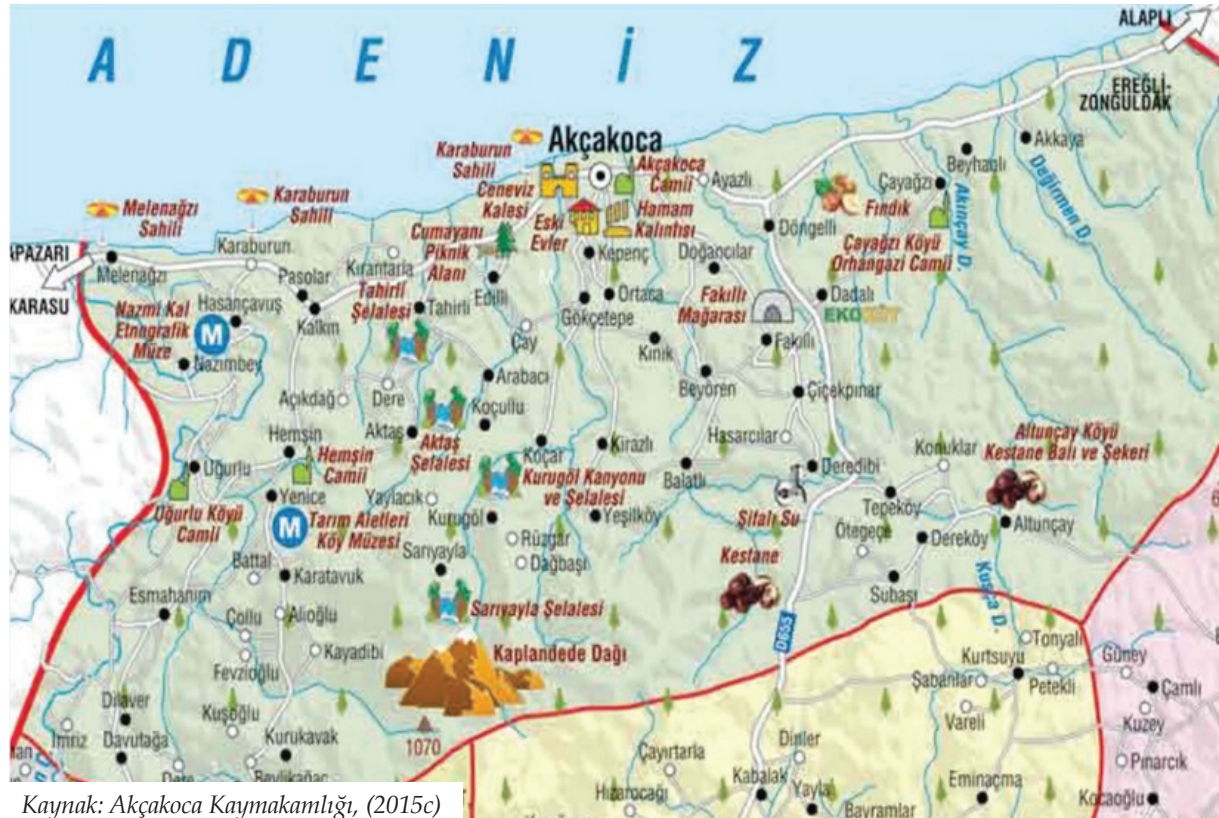 ADENİZ
ALAPLI
EREĞLİ-
ZONGULDAK
Akçakoca
Karaburun
Sahili
Ceneviz
Kalesi
Akçakoca
Camii
Ayazlı
Beyhanlı
Akkaya
Değirmen D.
Çayağzı
Akınçay D.
Fındık
Melenağzı
Sahili
Karaburun
Sahili
Karaburun
Cumayanı
Piknik
Alanı
Eski
Evler
Hamam
Kalıntısı
Döngelli
Çayağzı Köyü
Orhangazi Camii
APAZARI
KARASU
Melenağzı
Pasolar
Kırantarla
Kepenç
Doğancılar
Nazmi Kal
Etnografik
Müze
M
Hasançavuş
Kalkın
Tahirli
Şelalesi
Tahirli
Edilli
Ortaca
Gökçetepe
Fakıllı
Mağarası
Dadalı
Nazımbey
Çay
Kınık
Fakıllı
Açıkdağ
Dere
Arabacı
Beyören
Çiçekpınar
Aktaş
Koçullu
Aktaş
Şelalesi
Koçar
Kirazlı
Hasarcılar
Konuklar
Altunçay Köyü
Kestane Balı ve Şekeri
Hemşin
Hemşin
Camii
Uğurlu
Uğurlu Köyü
Camii
Yenice
Yaylacık
Kurugöl Kanyonu
ve Şelalesi
Balatlı
Deredibi
Tepeköy
Altunçay
M
Tarım Aletleri
Köy Müzesi
Kurugöl
Yeşilköy
Şifalı Su
Ötegeçe
Dereköy
Rüzgar
Dağbaşı
Sarıyayla
Kestane
Battal
Karatavuk
Subaşı
Esmahanım
Alioğlu
Sarıyayla Şelalesi
D655
Çollu
Fevzioğlu
Kayadibi
Kaplandede Dağı
Tonyalı
Kurtsuyu
Güney
Şabanlar
Petekli
Çamlı
Dilaver
Kuşoğlu
Vareli
Kuzey
İmriz
Davutağa
Kurukavak
1070
Dinler
Çayırtarla
Pınarcık
Dere
Beylikağaç
Kabalak
Yayla
Eminaçma
Hızarocağı
Bayramlar
Kocaoğlu
Kaynak: Akçakoca Kaymakamlığı, (2015c)